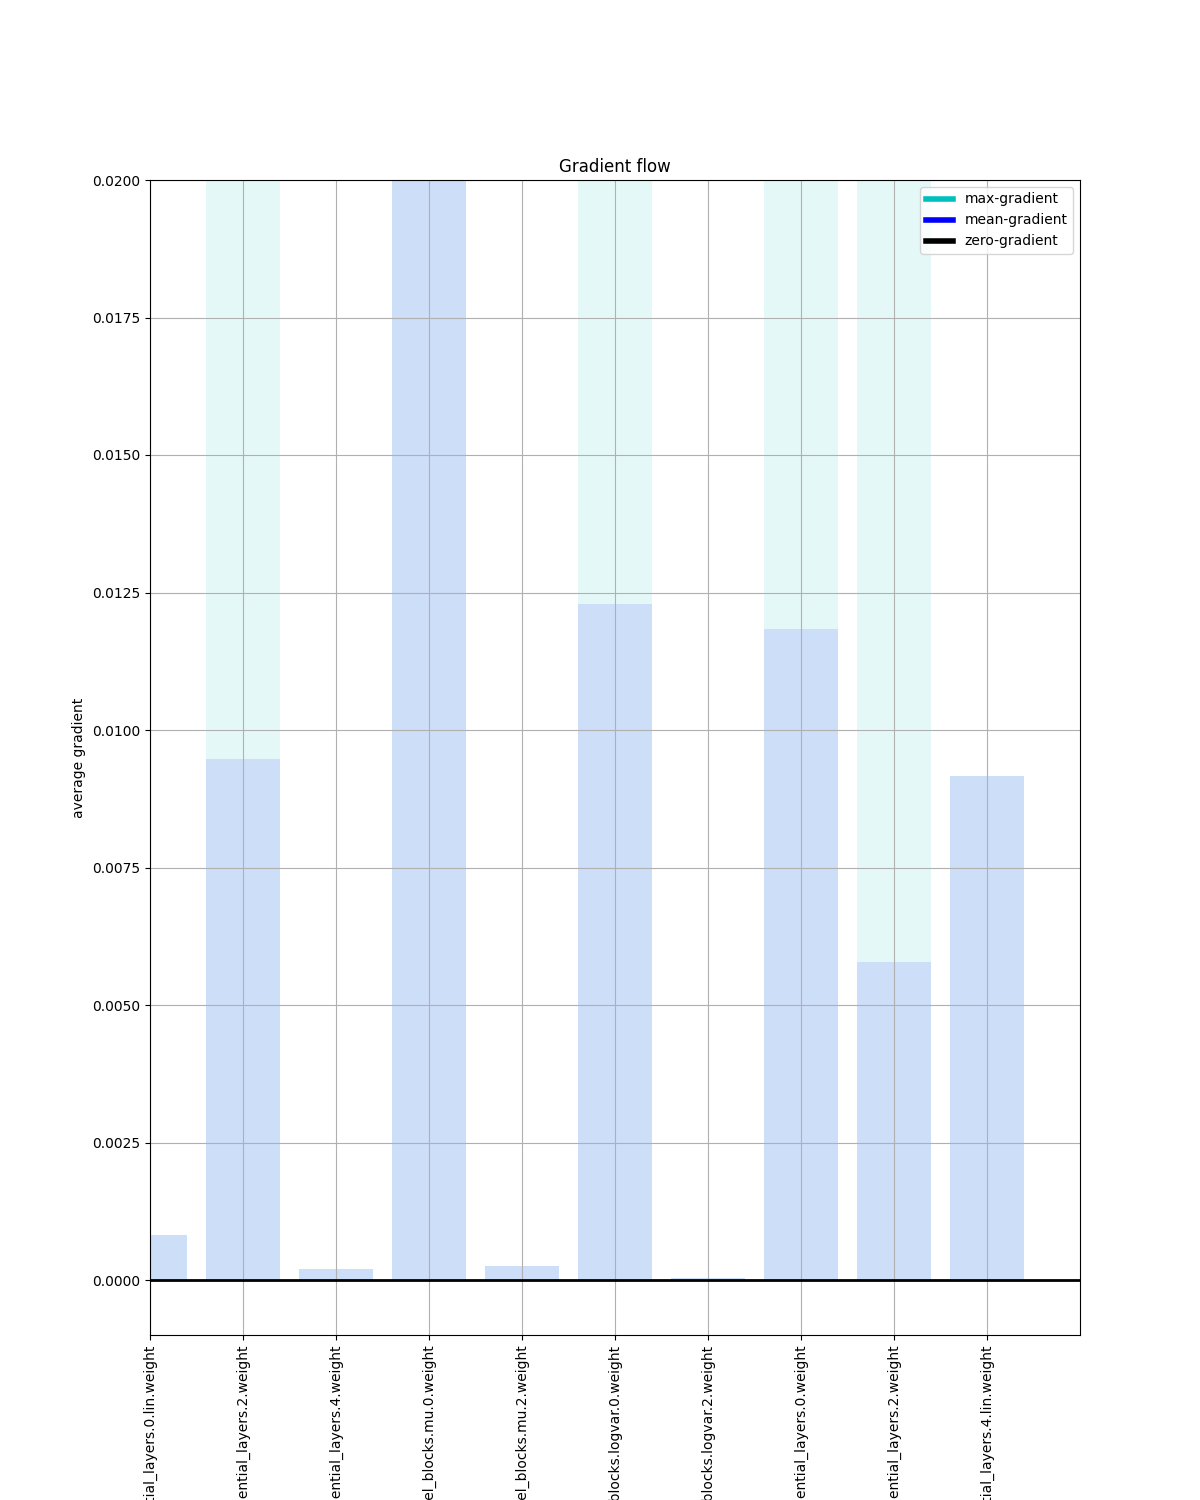 Gradient flow
max-gradient
mean-gradient
zero-gradient
0.0200
0.0175
0.0150
0.0125
0.0100
0.0075
0.0050
0.0025
0.0000
average gradient
tial_layers.0.lin.weight
ential_layers.2.weight
ential_layers.4.weight
el_blocks.mu.0.weight
el_blocks.mu.2.weight
blocks.logvar.0.weight
blocks.logvar.2.weight
ential_layers.0.weight
ential_layers.2.weight
tial_layers.4.lin.weight